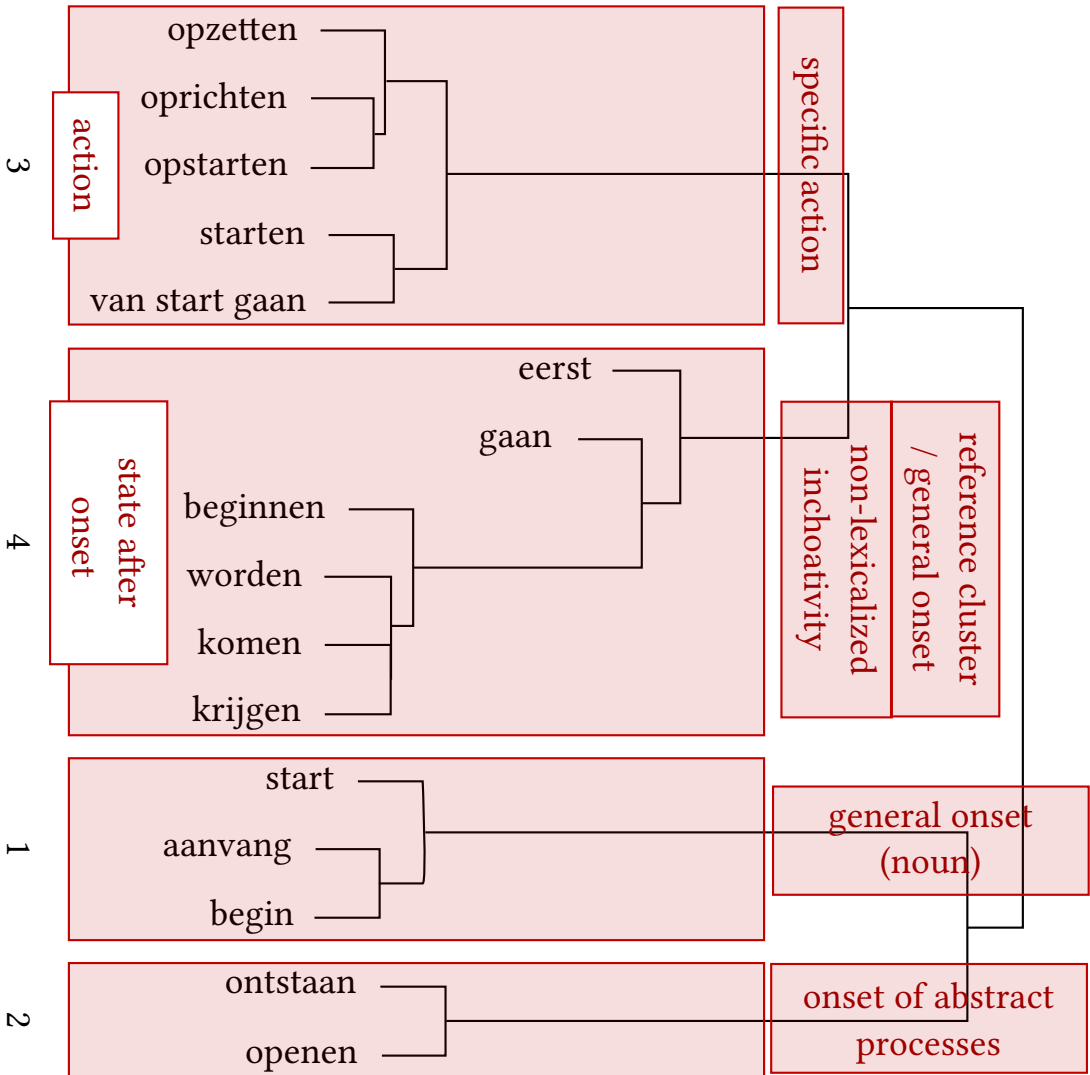 opzetten
oprichten
opstarten
starten
van start gaan
action
3
specific action
eerst
gaan
beginnen
worden
komen
krijgen
state after
onset
4
reference cluster
/ general onset
non-lexicalized
inchoativity
start
aanvang
begin
1
general onset
(noun)
ontstaan
openen
2
onset of abstract
processes